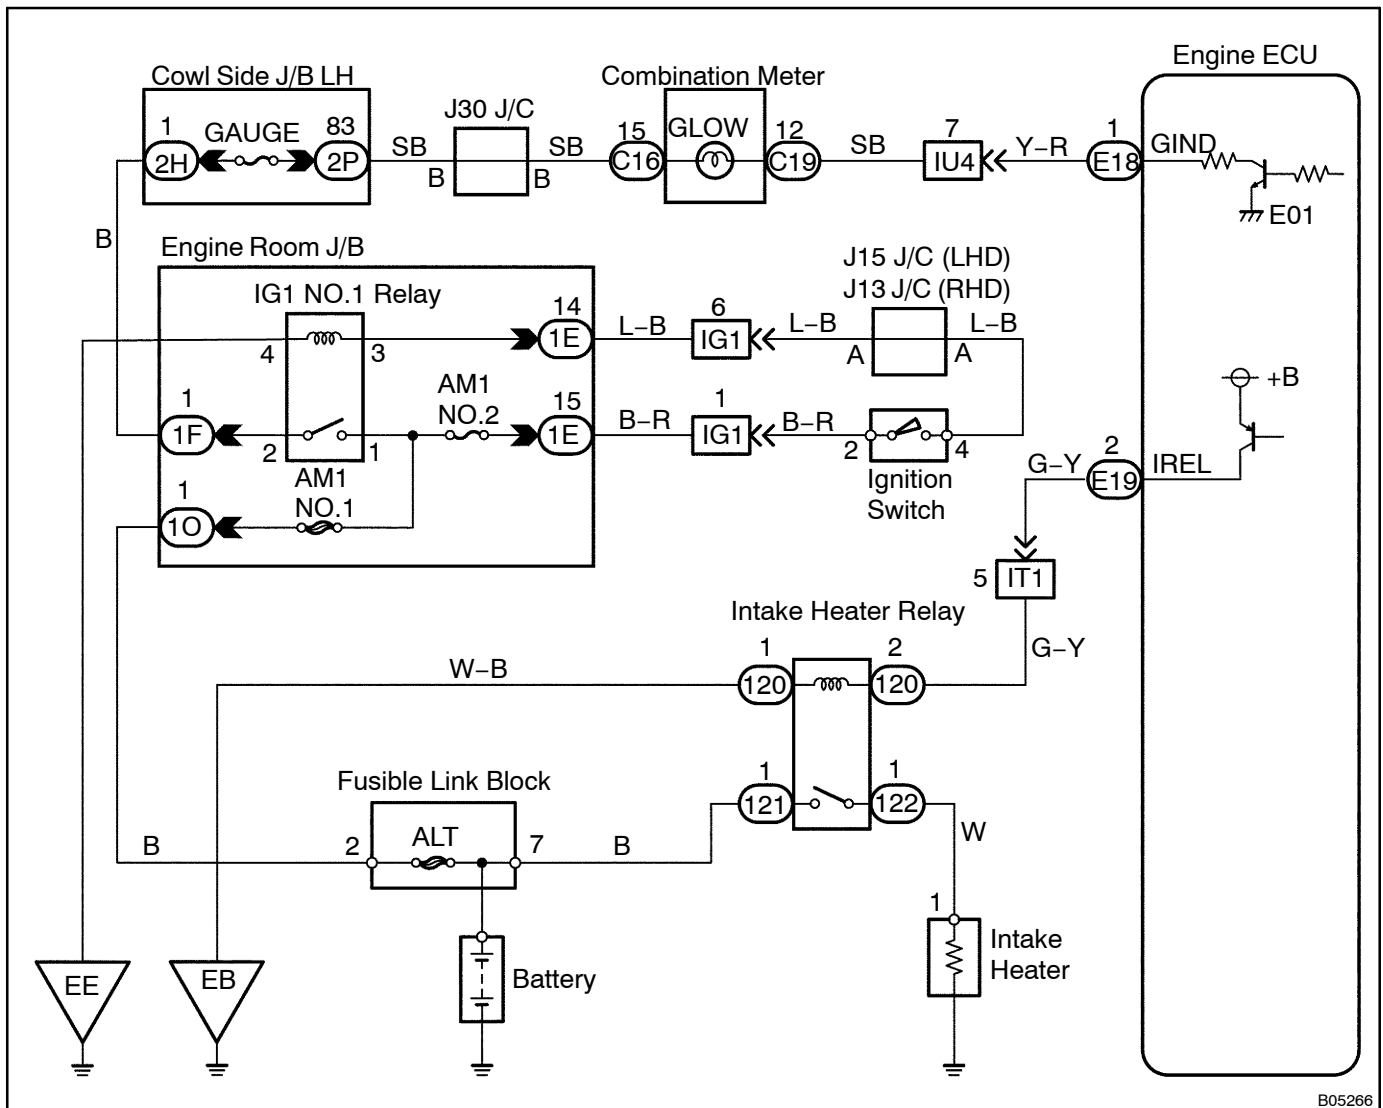 Engine ECU
Cowl Side J/B LH
Combination Meter
J30 J/C
1
GAUGE
83
2H
2P
SB
B
SB
B
15
C16
GLOW
12
C19
SB
7
IU4
Y-R
1
E18
GIND
E01
B
Engine Room J/B
J15 J/C (LHD)
J13 J/C (RHD)
IG1 NO.1 Relay
14
1E
L-B
6
IG1
L-B
L-B
4
3
A
A
AM1
NO.2
1
1F
15
1E
B-R
1
IG1
B-R
2
1
2
4
+B
AM1
NO.1
Ignition
Switch
1
1O
G-Y
2
E19
IREL
5
IT1
Intake Heater Relay
G-Y
W-B
1
120
2
120
Fusible Link Block
1
121
1
122
B
2
ALT
7
B
W
1
Intake
Heater
EE
EB
Battery
B05266